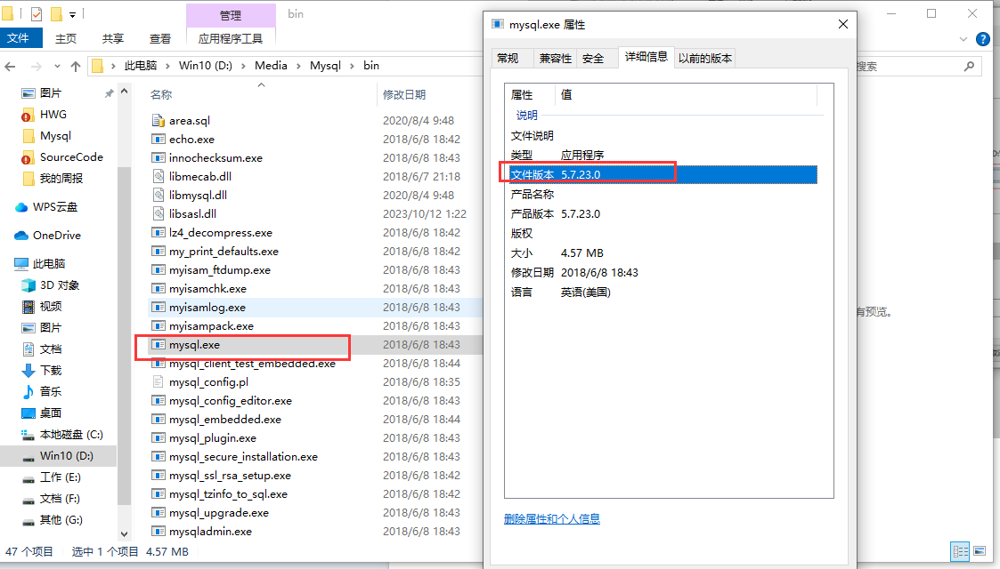 管理
bin
文件
主页
共享
查看
应用程序工具
此电脑
Win10 (D:)
Media
Mysql
bin
搜索
图片
HWG
Mysql
SourceCode
我的周报
WPS云盘
OneDrive
此电脑
3D 对象
视频
图片
文档
下载
音乐
桌面
本地磁盘 (C:)
Win10 (D:)
工作 (E:)
文档 (F:)
其他 (G:)
名称 修改日期
area.sql 2020/8/4 9:48
echo.exe 2018/6/8 18:42
innochecksum.exe 2018/6/8 18:43
libmecab.dll 2018/6/7 21:18
libmysql.dll 2020/8/4 9:48
libsasl.dll 2023/10/12 1:22
lz4_decompress.exe 2018/6/8 18:42
my_print_defaults.exe 2018/6/8 18:42
myisam_ftdump.exe 2018/6/8 18:43
myisamchk.exe 2018/6/8 18:43
myisamlog.exe 2018/6/8 18:43
myisampack.exe 2018/6/8 18:43
mysql.exe 2018/6/8 18:43
mysql_client_test_embedded.exe 2018/6/8 18:44
mysql_config.pl 2018/6/8 18:35
mysql_config_editor.exe 2018/6/8 18:43
mysql_embedded.exe 2018/6/8 18:44
mysql_plugin.exe 2018/6/8 18:43
mysql_secure_installation.exe 2018/6/8 18:43
mysql_ssl_rsa_setup.exe 2018/6/8 18:42
mysql_tzinfo_to_sql.exe 2018/6/8 18:42
mysql_upgrade.exe 2018/6/8 18:43
mysqladmin.exe 2018/6/8 18:43
47 个项目 选中 1 个项目 4.57 MB
mysql.exe 属性
常规 兼容性 安全 详细信息 以前的版本
属性 值
说明
文件说明
类型 应用程序
文件版本 5.7.23.0
产品名称
产品版本 5.7.23.0
版权
大小 4.57 MB
修改日期 2018/6/8 18:43
语言 英语(美国)
删除属性和个人信息
有预览。